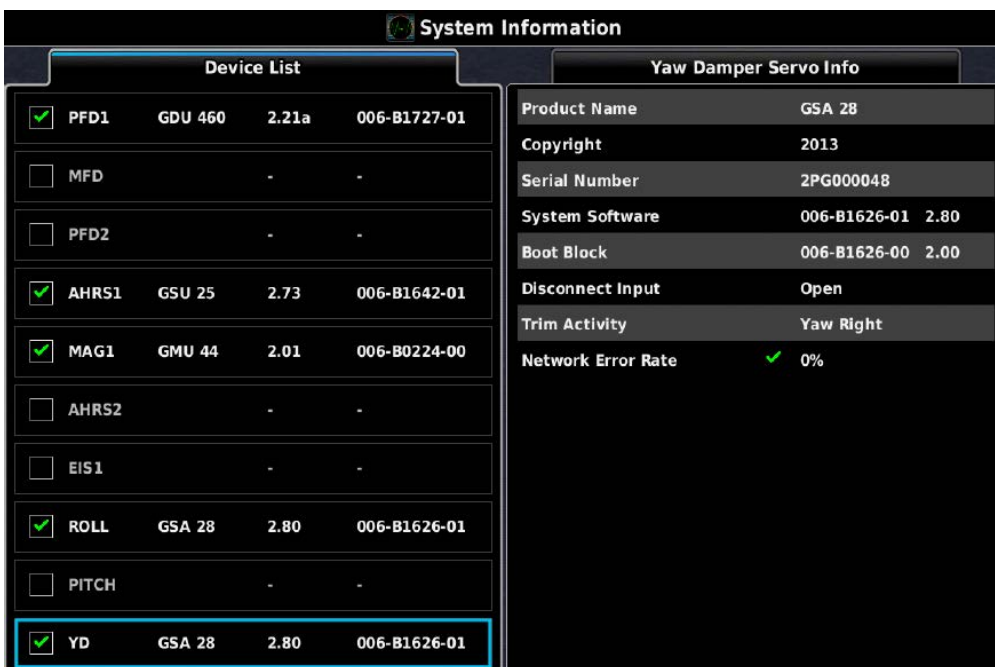 System Information
Device List
PFD1 GDU 460 2.21a 006-B1727-01
MFD - -
PFD2 - -
AHRS1 GSU 25 2.73 006-B1642-01
MAG1 GMU 44 2.01 006-B0224-00
AHRS2 - -
EIS1 - -
ROLL GSA 28 2.80 006-B1626-01
PITCH - -
YD GSA 28 2.80 006-B1626-01
Yaw Damper Servo Info
Product Name GSA 28
Copyright 2013
Serial Number 2PG000048
System Software 006-B1626-01 2.80
Boot Block 006-B1626-00 2.00
Disconnect Input Open
Trim Activity Yaw Right
Network Error Rate 0%